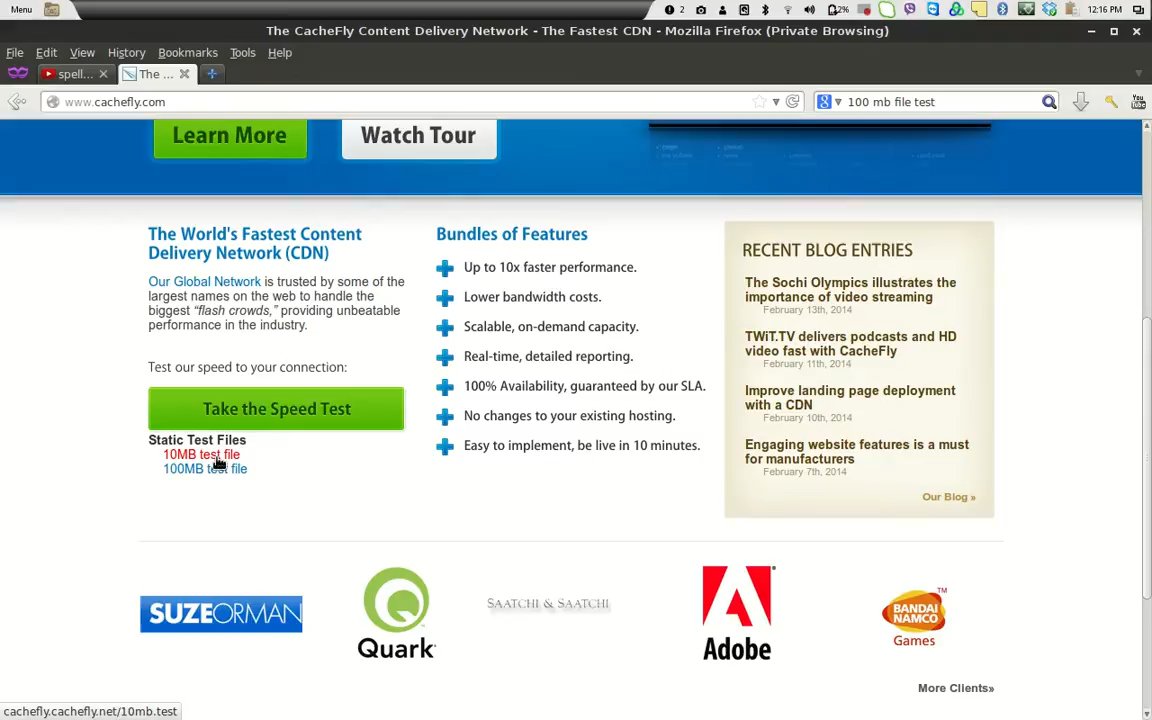 Menu
2
2%
12:16 PM
The CacheFly Content Delivery Network - The Fastest CDN - Mozilla Firefox (Private Browsing)
File Edit View History Bookmarks Tools Help
spell...
The ...
www.cachefly.com
100 mb file test
You Tube
Learn More
Watch Tour
The World's Fastest Content
Delivery Network (CDN)
Our Global Network is trusted by some of the
largest names on the web to handle the
biggest “flash crowds,” providing unbeatable
performance in the industry.
Test our speed to your connection:
Take the Speed Test
Static Test Files
10MB test file
100MB test file
Bundles of Features
Up to 10x faster performance.
Lower bandwidth costs.
Scalable, on-demand capacity.
Real-time, detailed reporting.
100% Availability, guaranteed by our SLA.
No changes to your existing hosting.
Easy to implement, be live in 10 minutes.
RECENT BLOG ENTRIES
The Sochi Olympics illustrates the
importance of video streaming
February 13th, 2014
TWiT.TV delivers podcasts and HD
video fast with CacheFly
February 11th, 2014
Improve landing page deployment
with a CDN
February 10th, 2014
Engaging website features is a must
for manufacturers
February 7th, 2014
Our Blog »
SUZEORMAN
Quark
SAATCHI & SAATCHI
Adobe
BANDAI
NAMCO
Games
TM
More Clients»
cachefly.cachefly.net/10mb.test